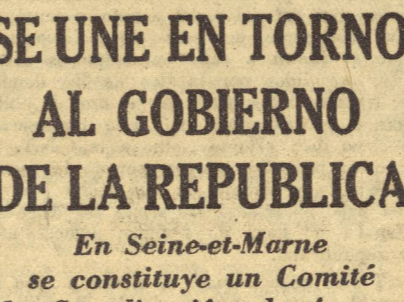 SE UNE EN TORNO
AL GOBIERNO
DE LA REPUBLICA
En Seine-et-Marne
se constituye un Comité